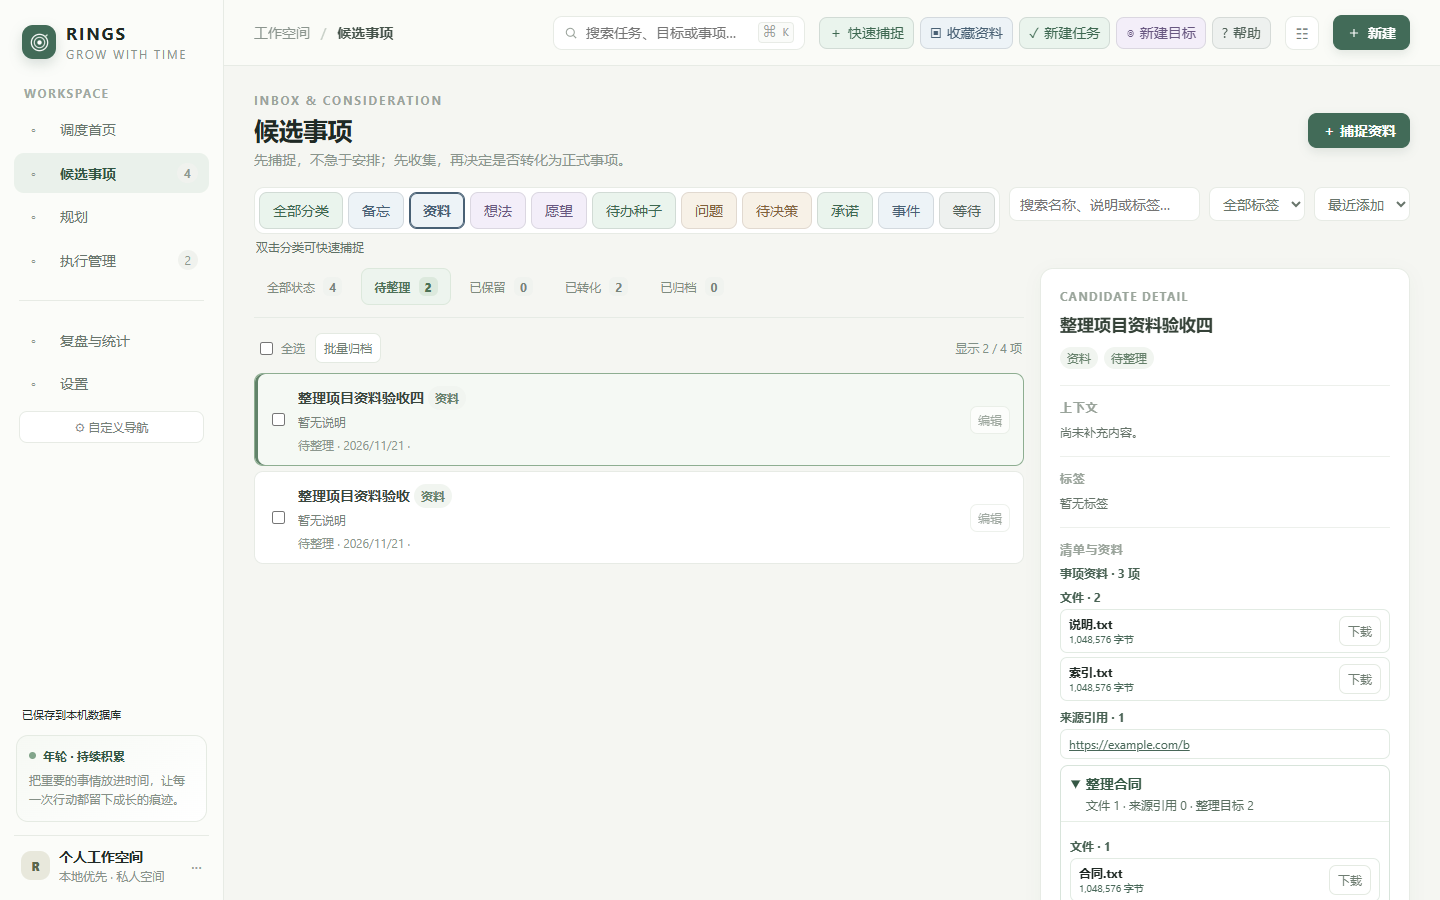 RINGS
GROW WITH TIME
WORKSPACE
调度首页
候选事项 4
规划
执行管理 2
复盘与统计
设置
⚙ 自定义导航
已保存到本机数据库
年轮 · 持续积累
把重要的事情放进时间，让每
一次行动都留下成长的痕迹。
R
个人工作空间
本地优先 · 私人空间
...
工作空间 / 候选事项
搜索任务、目标或事项... ⌘ K
＋ 快速捕捉
▣ 收藏资料
✓ 新建任务
◎ 新建目标
? 帮助
☷
＋ 新建
INBOX & CONSIDERATION
候选事项
先捕捉，不急于安排；先收集，再决定是否转化为正式事项。
＋ 捕捉资料
全部分类 备忘 资料 想法 愿望 待办种子 问题 待决策 承诺 事件 等待
搜索名称、说明或标签...
全部标签
最近添加
双击分类可快速捕捉
全部状态 4 待整理 2 已保留 0 已转化 2 已归档 0
全选 批量归档 显示 2 / 4 项
整理项目资料验收四 资料
暂无说明
待整理 · 2026/11/21 ·
编辑
整理项目资料验收 资料
暂无说明
待整理 · 2026/11/21 ·
编辑
CANDIDATE DETAIL
整理项目资料验收四
资料 待整理
上下文
尚未补充内容。
标签
暂无标签
清单与资料
事项资料 · 3 项
文件 · 2
说明.txt
1,048,576 字节
下载
索引.txt
1,048,576 字节
下载
来源引用 · 1
https://example.com/b
▼ 整理合同
文件 1 · 来源引用 0 · 整理目标 2
文件 · 1
合同.txt
1,048,576 字节
下载